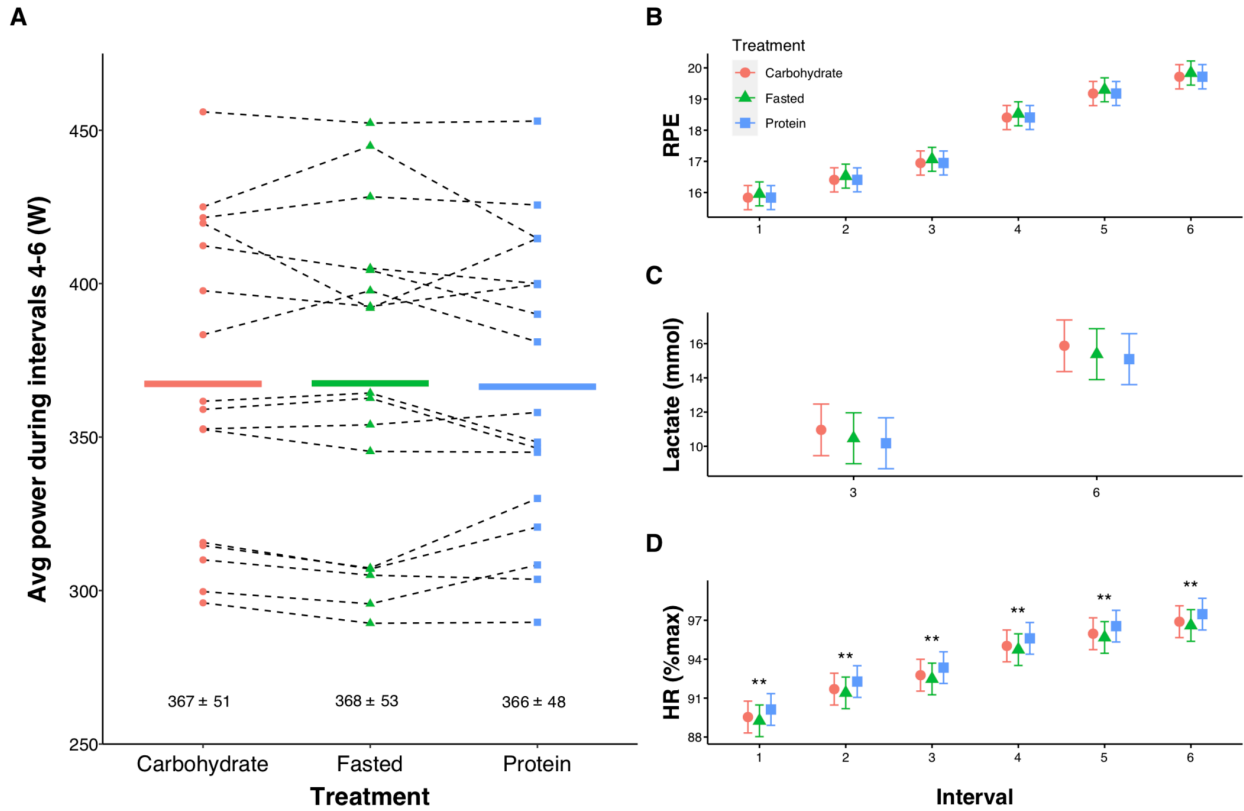 A
Avg power during intervals 4-6 (W)
450
400
350
300
250
367 ± 51
368 ± 53
366 ± 48
Carbohydrate
Fasted
Protein
Treatment
B
Treatment
Carbohydrate
Fasted
Protein
RPE
20
19
18
17
16
1 2 3 4 5 6
C
Lactate (mmol)
16
14
12
10
3 6
D
HR (%max)
97
94
91
88
** ** ** ** ** **
1 2 3 4 5 6
Interval